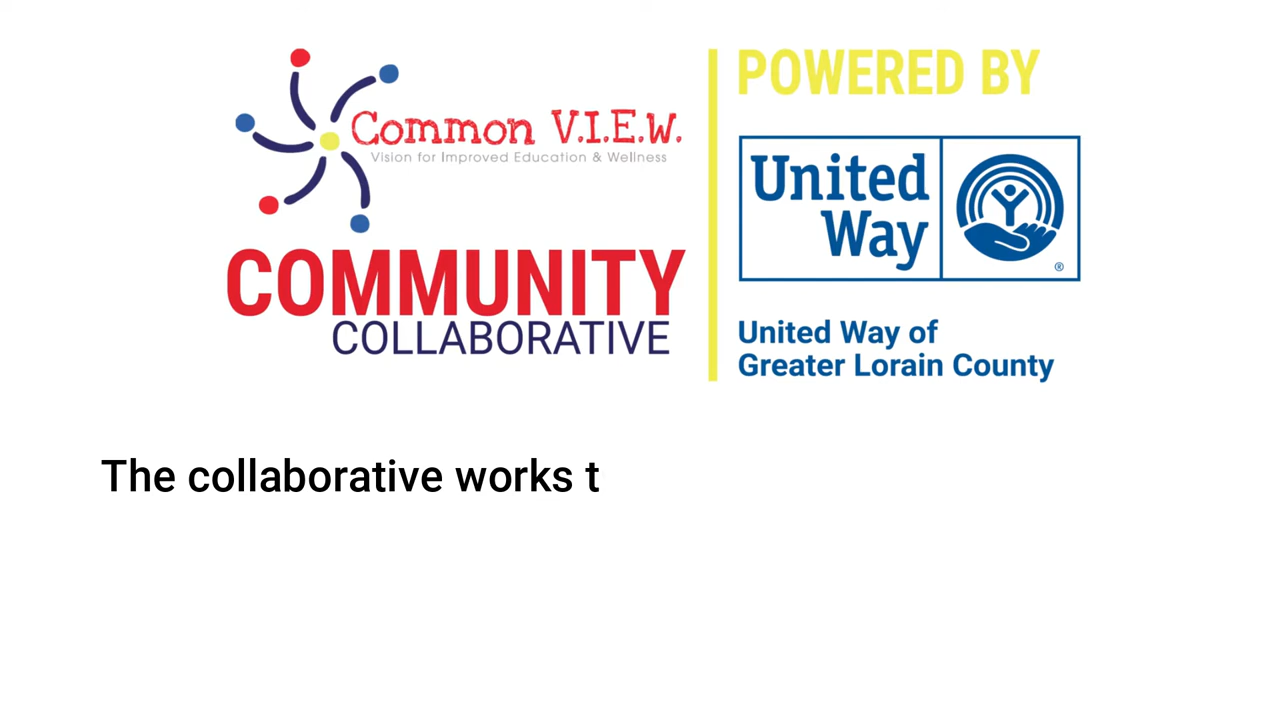 Common V.I.E.W.
Vision for Improved Education & Wellness
COMMUNITY
COLLABORATIVE
POWERED BY
United
Way
®
United Way of
Greater Lorain County
The collaborative works t